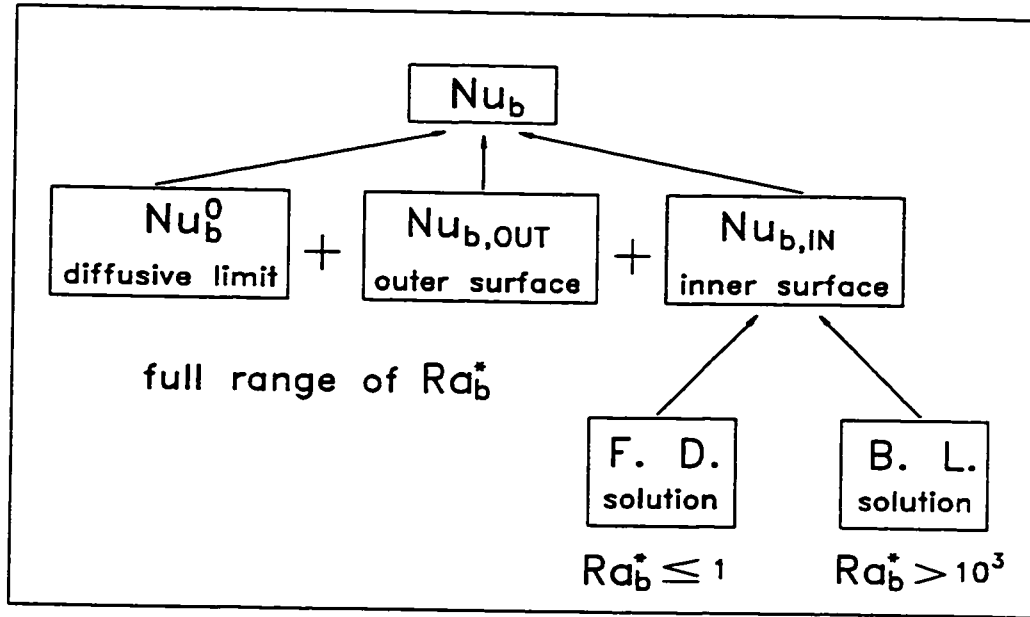 Nu_b
Nu_b^0 + Nu_b,OUT + Nu_b,IN
diffusive limit outer surface inner surface
full range of Ra_b^*
F. D. B. L.
solution solution
Ra_b^* ≤ 1 Ra_b^* > 10^3